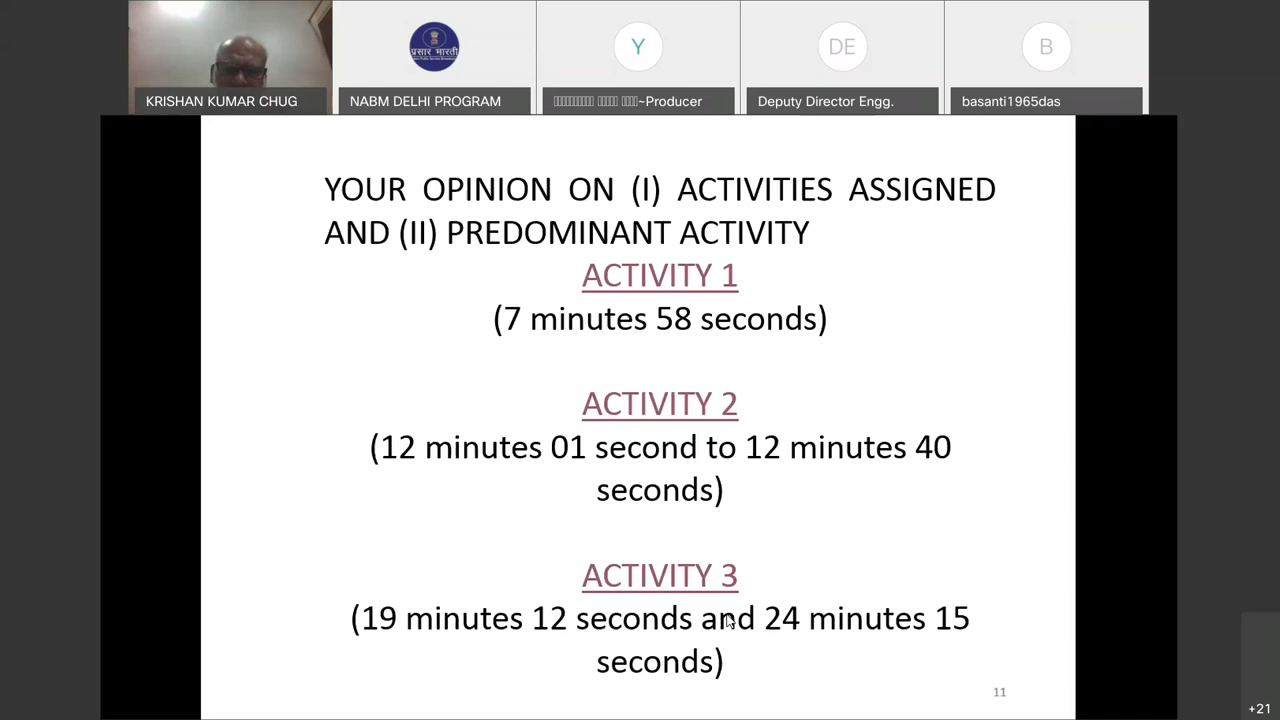 Y
DE
B
प्रसार भारती
KRISHAN KUMAR CHUG
NABM DELHI PROGRAM
~Producer
Deputy Director Engg.
basanti1965das
YOUR OPINION ON (I) ACTIVITIES ASSIGNED
AND (II) PREDOMINANT ACTIVITY
ACTIVITY 1
(7 minutes 58 seconds)
ACTIVITY 2
(12 minutes 01 second to 12 minutes 40
seconds)
ACTIVITY 3
(19 minutes 12 seconds and 24 minutes 15
seconds)
11
+21